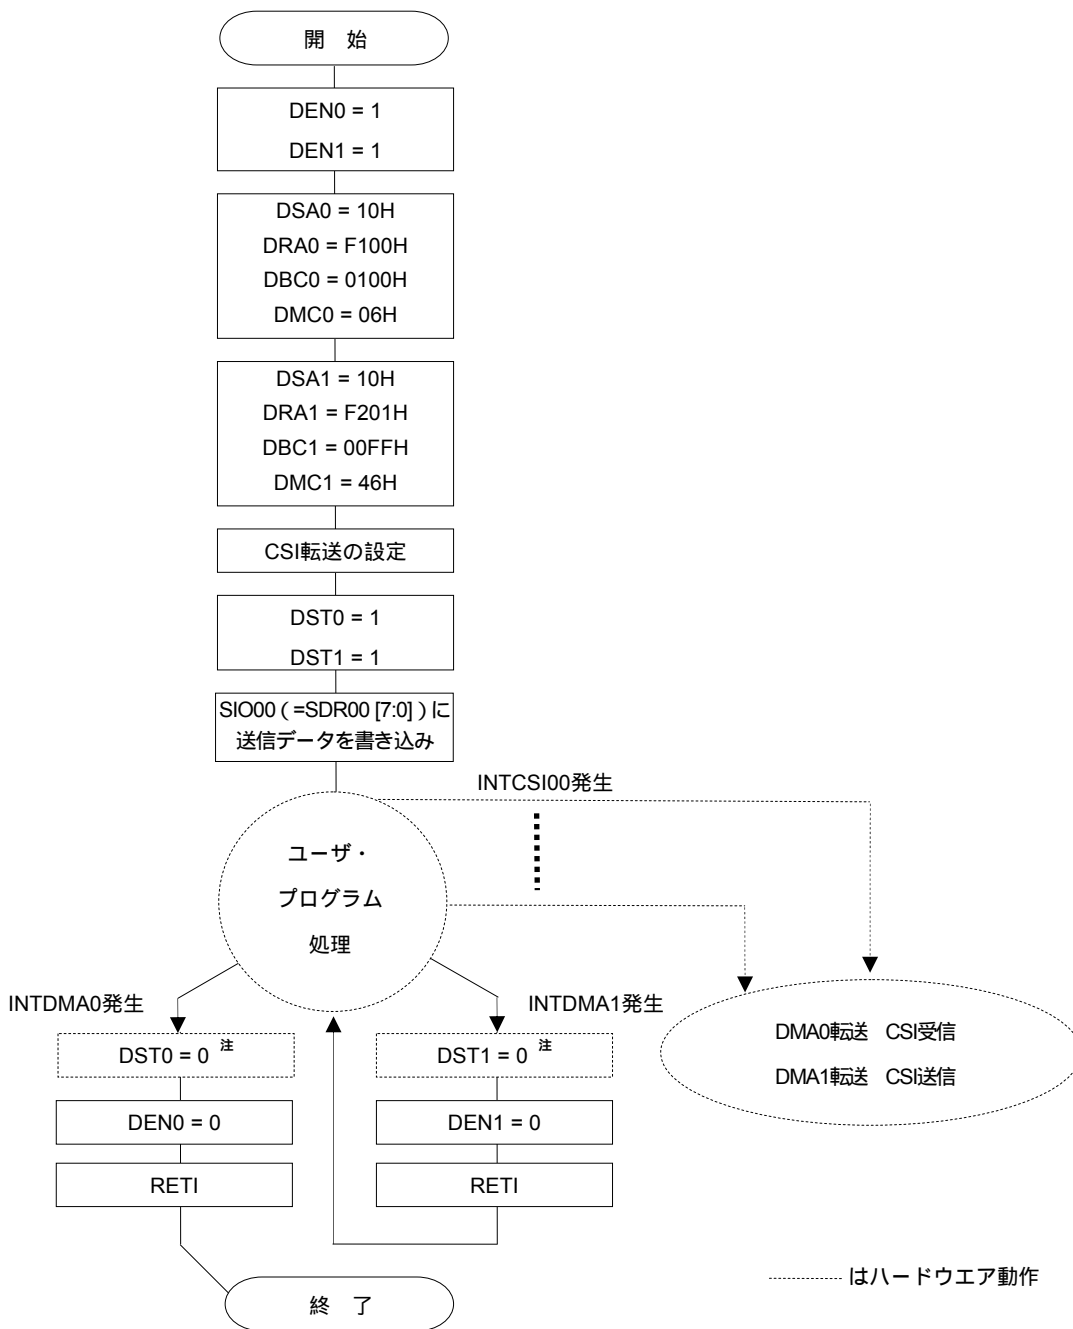 開 始
DEN0 = 1
DEN1 = 1
DSA0 = 10H
DRA0 = F100H
DBC0 = 0100H
DMC0 = 06H
DSA1 = 10H
DRA1 = F201H
DBC1 = 00FFH
DMC1 = 46H
CSI転送の設定
DST0 = 1
DST1 = 1
SIO00（=SDR00 [7:0]）に
送信データを書き込み
INTCSI00発生
ユーザ・
プログラム
処理
INTDMA0発生
INTDMA1発生
DST0 = 0 注
DST1 = 0 注
DMA0転送 CSI受信
DMA1転送 CSI送信
DEN0 = 0
DEN1 = 0
RETI
RETI
はハードウエア動作
終 了